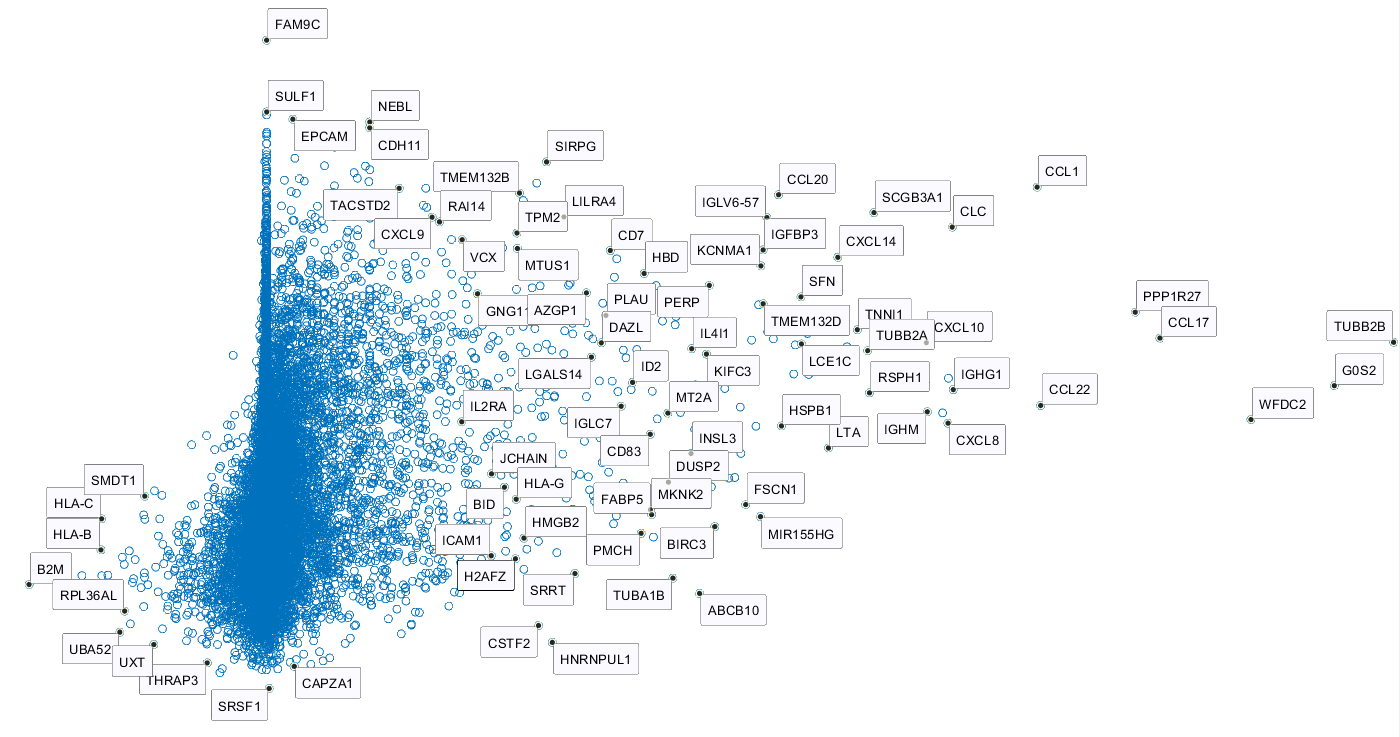 FAM9C
SULF1
NEBL
EPCAM
CDH11
SIRPG
TMEM132B
CCL20
CCL1
TACSTD2
RAI14
LILRA4
IGLV6-57
SCGB3A1
CLC
TPM2
CXCL9
CD7
IGFBP3
CXCL14
VCX
MTUS1
HBD
KCNMA1
SFN
GNG11
AZGP1
PLAU
PERP
PPP1R27
TNNI1
CCL17
TMEM132D
DAZL
IL4I1
TUBB2A
CXCL10
TUBB2B
LGALS14
ID2
KIFC3
LCE1C
RSPH1
IGHG1
G0S2
MT2A
CCL22
WFDC2
IL2RA
IGLC7
HSPB1
LTA
IGHM
CXCL8
INSL3
CD83
JCHAIN
DUSP2
SMDT1
HLA-G
FSCN1
HLA-C
BID
FABP5
MKNK2
HLA-B
HMGB2
MIR155HG
ICAM1
PMCH
BIRC3
B2M
H2AFZ
RPL36AL
SRRT
TUBA1B
ABCB10
UBA52
CSTF2
UXT
HNRNPUL1
THRAP3
CAPZA1
SRSF1